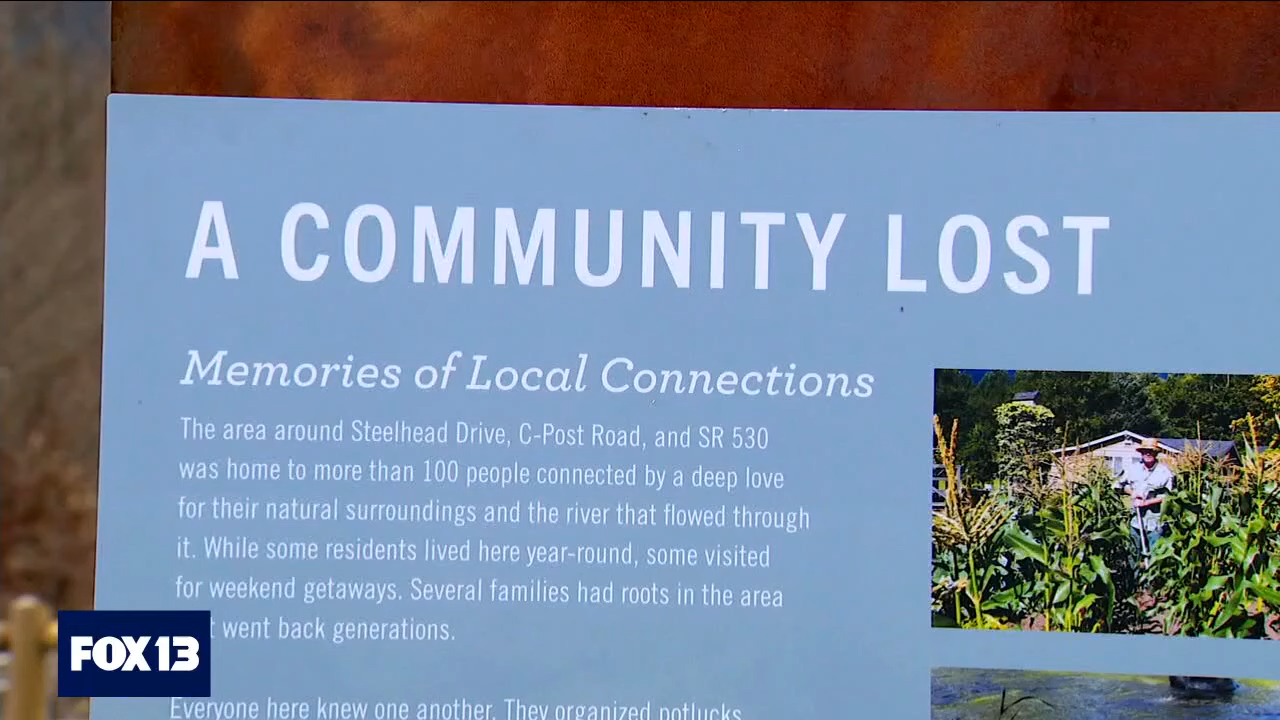 A COMMUNITY LOST
Memories of Local Connections
The area around Steelhead Drive, C-Post Road, and SR 530
was home to more than 100 people connected by a deep love
for their natural surroundings and the river that flowed through
it. While some residents lived here year-round, some visited
for weekend getaways. Several families had roots in the area
t went back generations.
Everyone here knew one another. They organized potlucks
FOX 13